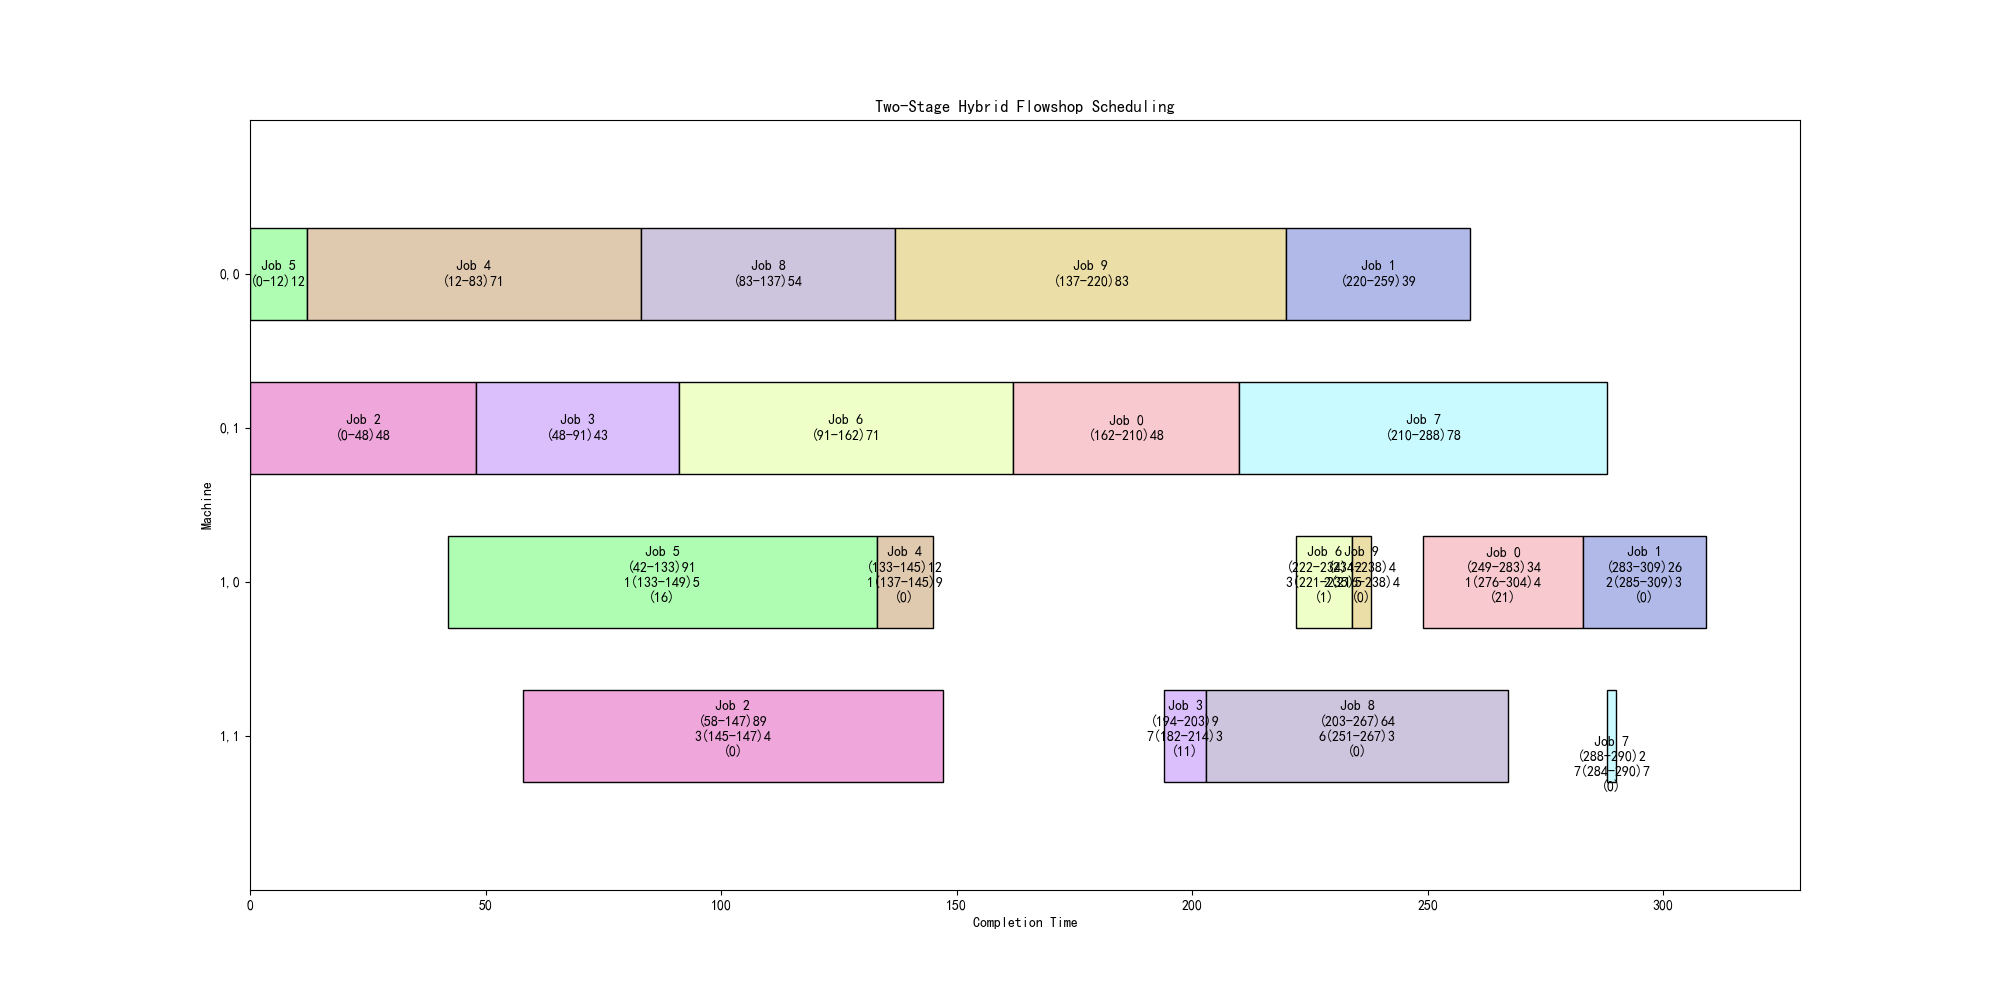 Two-Stage Hybrid Flowshop Scheduling
0,0
Job 5
(0-12)12
Job 4
(12-83)71
Job 8
(83-137)54
Job 9
(137-220)83
Job 1
(220-259)39
0,1
Job 2
(0-48)48
Job 3
(48-91)43
Job 6
(91-162)71
Job 0
(162-210)48
Job 7
(210-288)78
Machine
1,0
Job 5
(42-133)91
1(133-149)5
(16)
Job 4
(133-145)12
1(137-145)9
(0)
Job 6
(1)
Job 9
(234-238)4
(0)
Job 0
(249-283)34
1(276-304)4
(21)
Job 1
(283-309)26
2(285-309)3
(0)
1,1
Job 2
(58-147)89
3(145-147)4
(0)
Job 3
(194-203)9
7(182-214)3
(11)
Job 8
(203-267)64
6(251-267)3
(0)
Job 7
(288-290)2
7(284-290)7
(0)
0
50
100
150
200
250
300
Completion Time